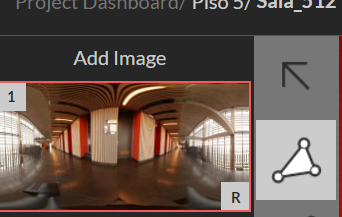 Project Dashboard/ Piso 5/ Sala_512
Add Image
1
R